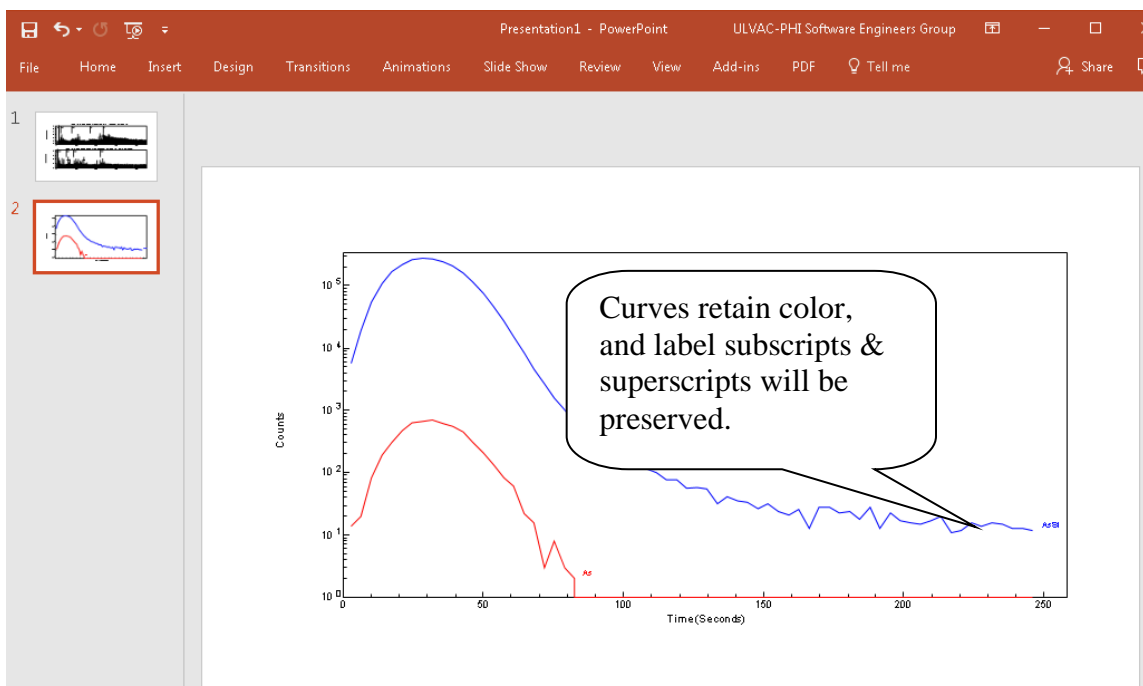 Presentation1 - PowerPoint ULVAC-PHI Software Engineers Group
File Home Insert Design Transitions Animations Slide Show Review View Add-ins PDF Tell me Share
1
2
Curves retain color,
and label subscripts &
superscripts will be
preserved.
10 5
10 4
10 3
10 2
10 1
10 0
Counts
AsSi
As
0 50 100 150 200 250
Time(Seconds)